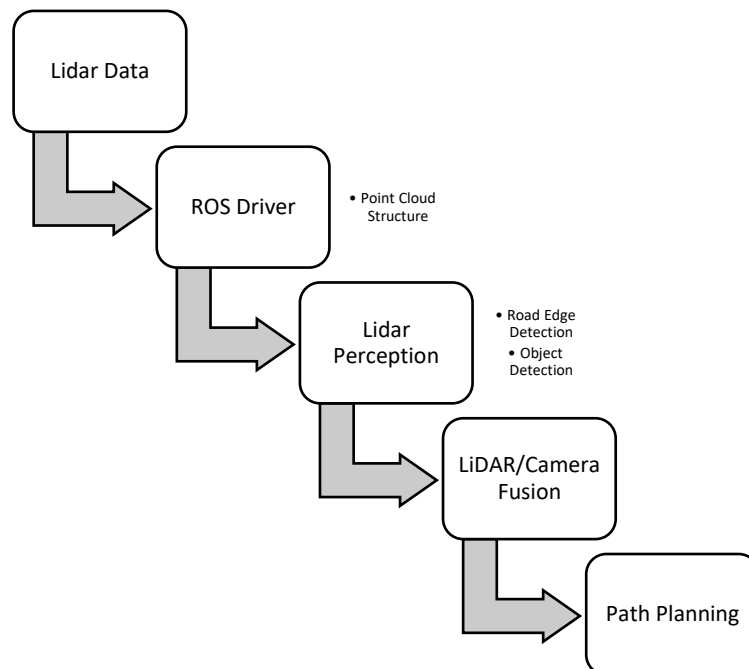 Lidar Data
ROS Driver
• Point Cloud
Structure
Lidar
Perception
• Road Edge
Detection
• Object
Detection
LiDAR/Camera
Fusion
Path Planning